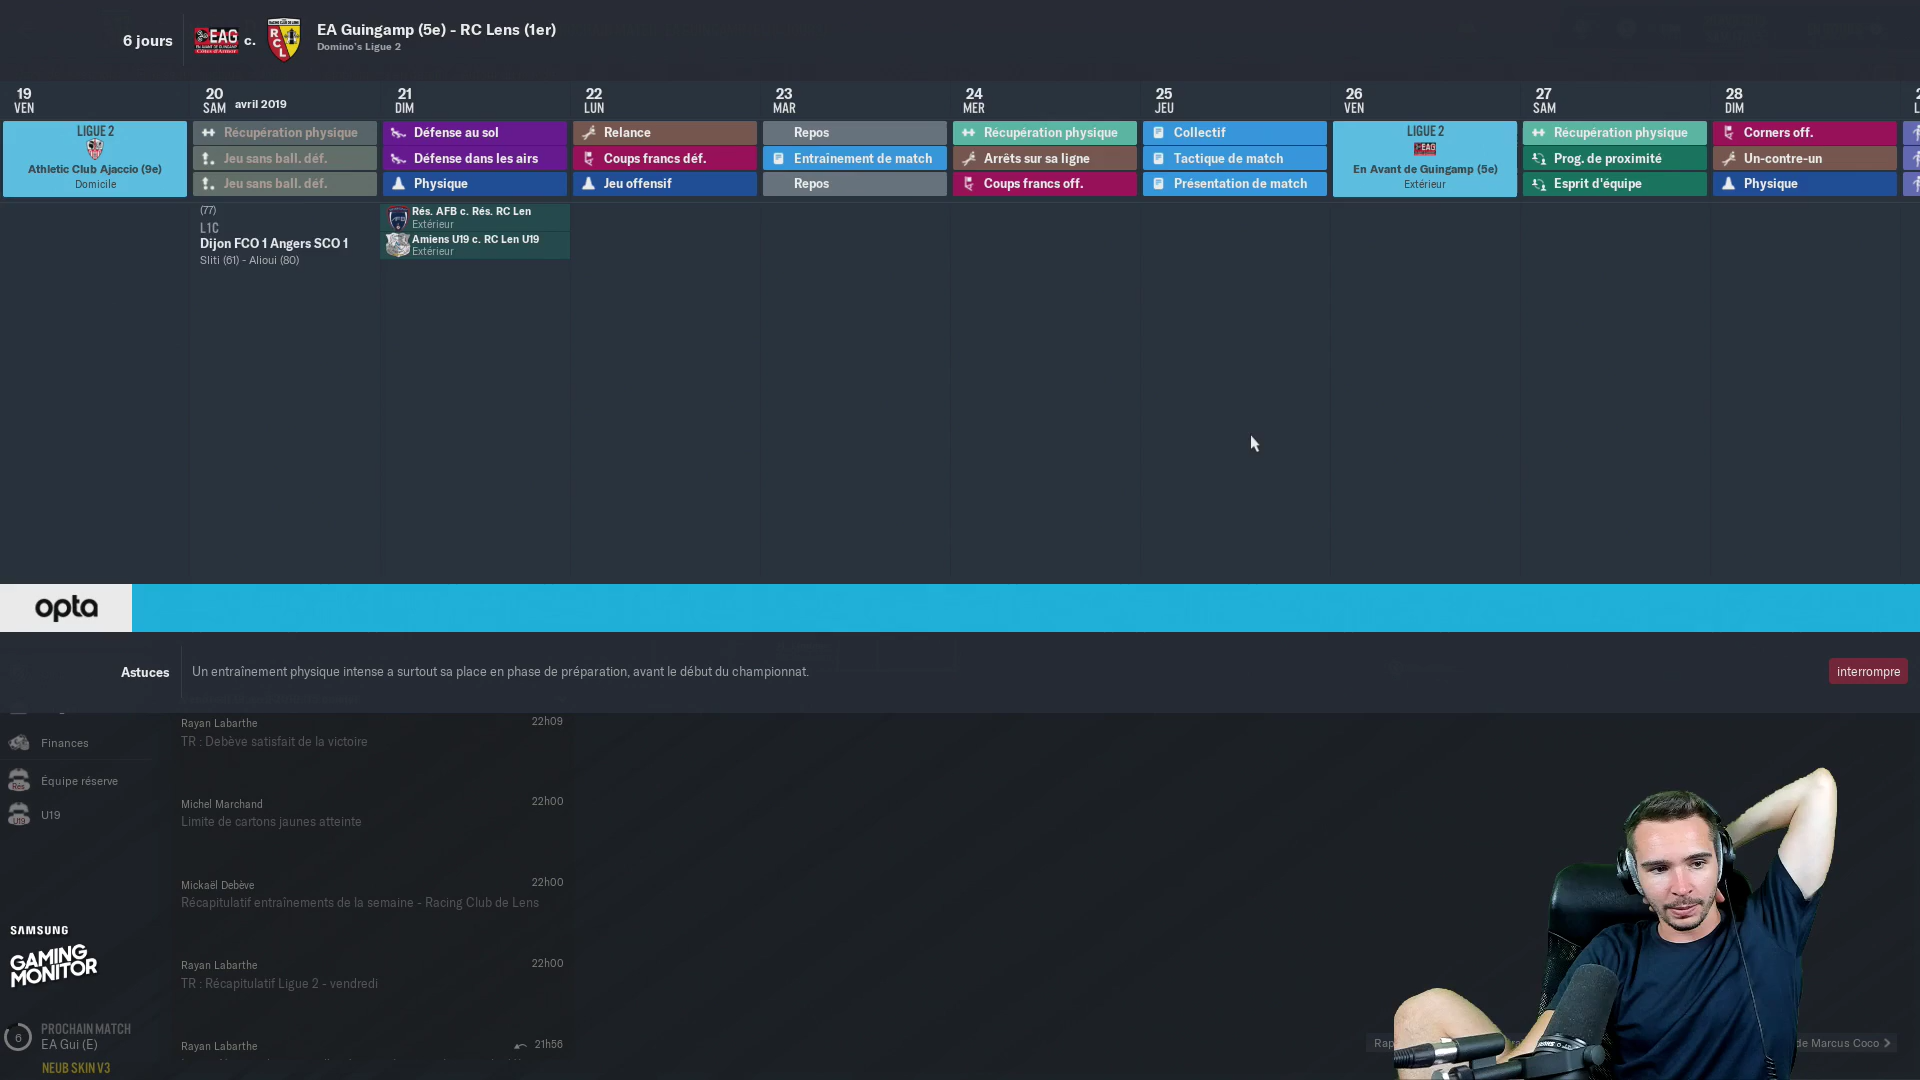 6 jours
EAG
c.
RCL
EA Guingamp (5e) - RC Lens (1er)
Domino's Ligue 2
19
VEN
20
SAM
avril 2019
21
DIM
22
LUN
23
MAR
24
MER
25
JEU
26
VEN
27
SAM
28
DIM
LIGUE 2
Athletic Club Ajaccio (9e)
Domicile
Récupération physique
Jeu sans ball. déf.
Jeu sans ball. déf.
Défense au sol
Défense dans les airs
Physique
Relance
Coups francs déf.
Jeu offensif
Repos
Entrainement de match
Repos
Récupération physique
Arrêts sur sa ligne
Coups francs off.
Collectif
Tactique de match
Présentation de match
LIGUE 2
EAG
En Avant de Guingamp (5e)
Extérieur
Récupération physique
Prog. de proximité
Esprit d'équipe
Corners off.
Un-contre-un
Physique
(77)
L1C
Dijon FCO 1 Angers SCO 1
Sliti (61) - Alioui (80)
Rés. AFB c. Rés. RC Len
Extérieur
Amiens U19 c. RC Len U19
Extérieur
opta
Astuces
Un entraînement physique intense a surtout sa place en phase de préparation, avant le début du championnat.
interrompre
Finances
Équipe réserve
U19
Rayan Labarthe
22h09
TR : Debève satisfait de la victoire
Michel Marchand
22h00
Limite de cartons jaunes atteinte
Mickaël Debève
22h00
Récapitulatif entraînements de la semaine - Racing Club de Lens
Rayan Labarthe
22h00
TR : Récapitulatif Ligue 2 - vendredi
Rayan Labarthe
21h56
SAMSUNG
GAMING
MONITOR
6
PROCHAIN MATCH
EA Gui (E)
NEUB SKIN V3
de Marcus Coco